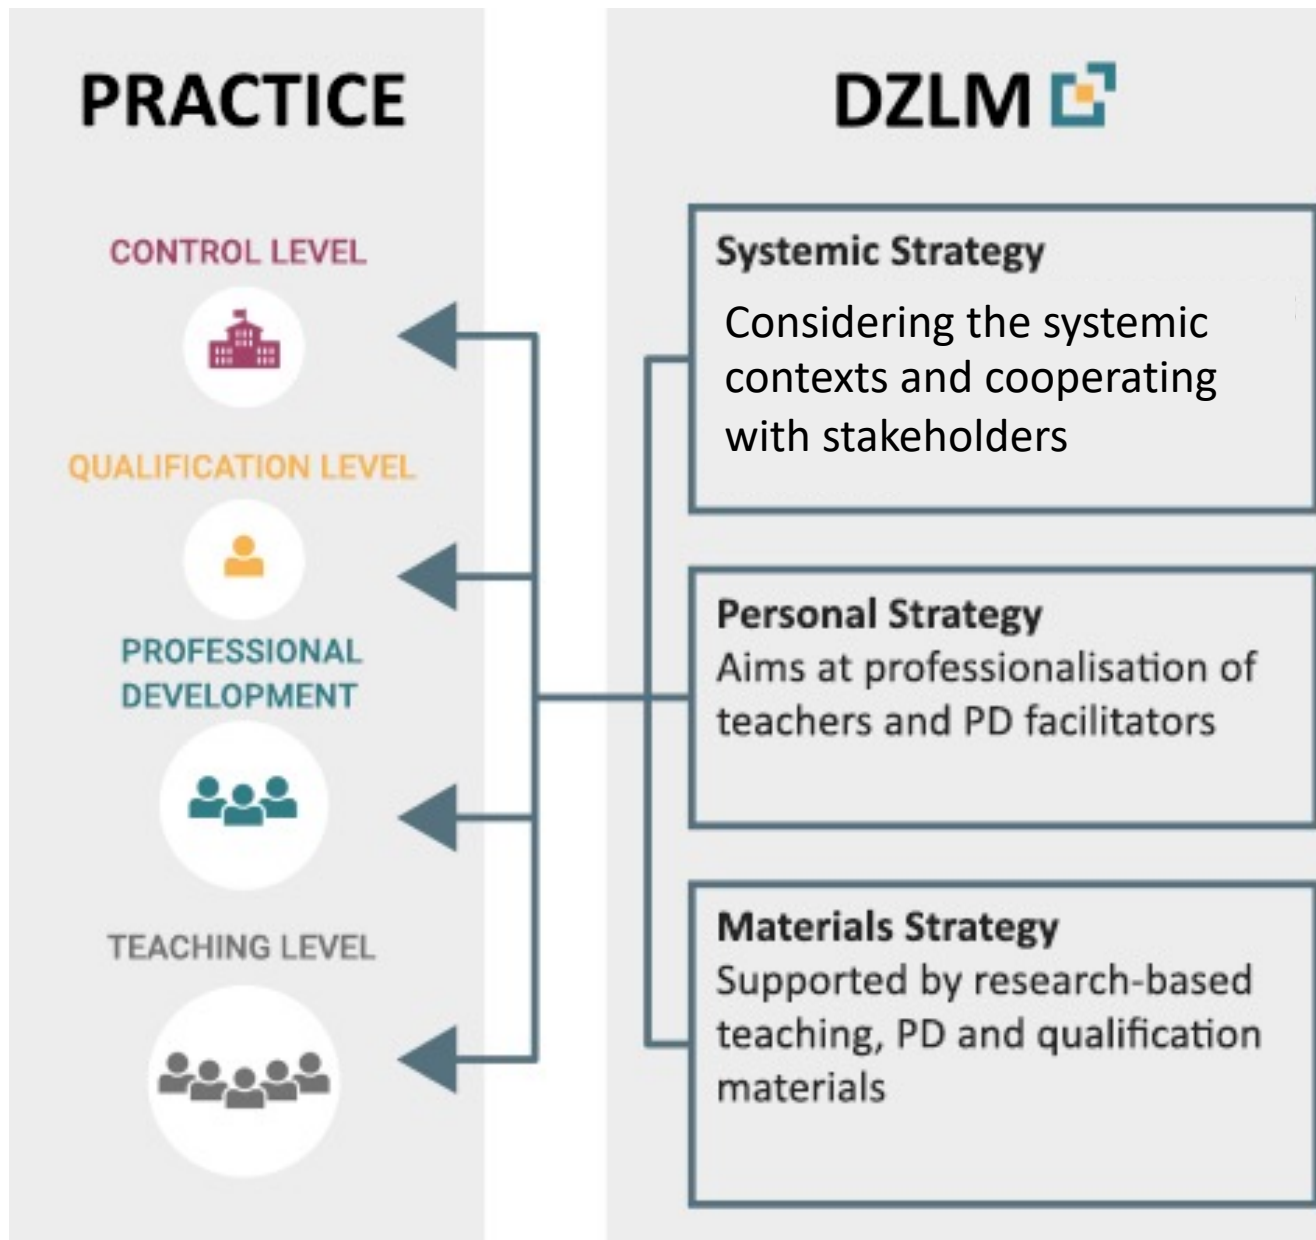 PRACTICE
CONTROL LEVEL
QUALIFICATION LEVEL
PROFESSIONAL
DEVELOPMENT
TEACHING LEVEL
DZLM
Systemic Strategy
Considering the systemic
contexts and cooperating
with stakeholders
Personal Strategy
Aims at professionalisation of
teachers and PD facilitators
Materials Strategy
Supported by research-based
teaching, PD and qualification
materials